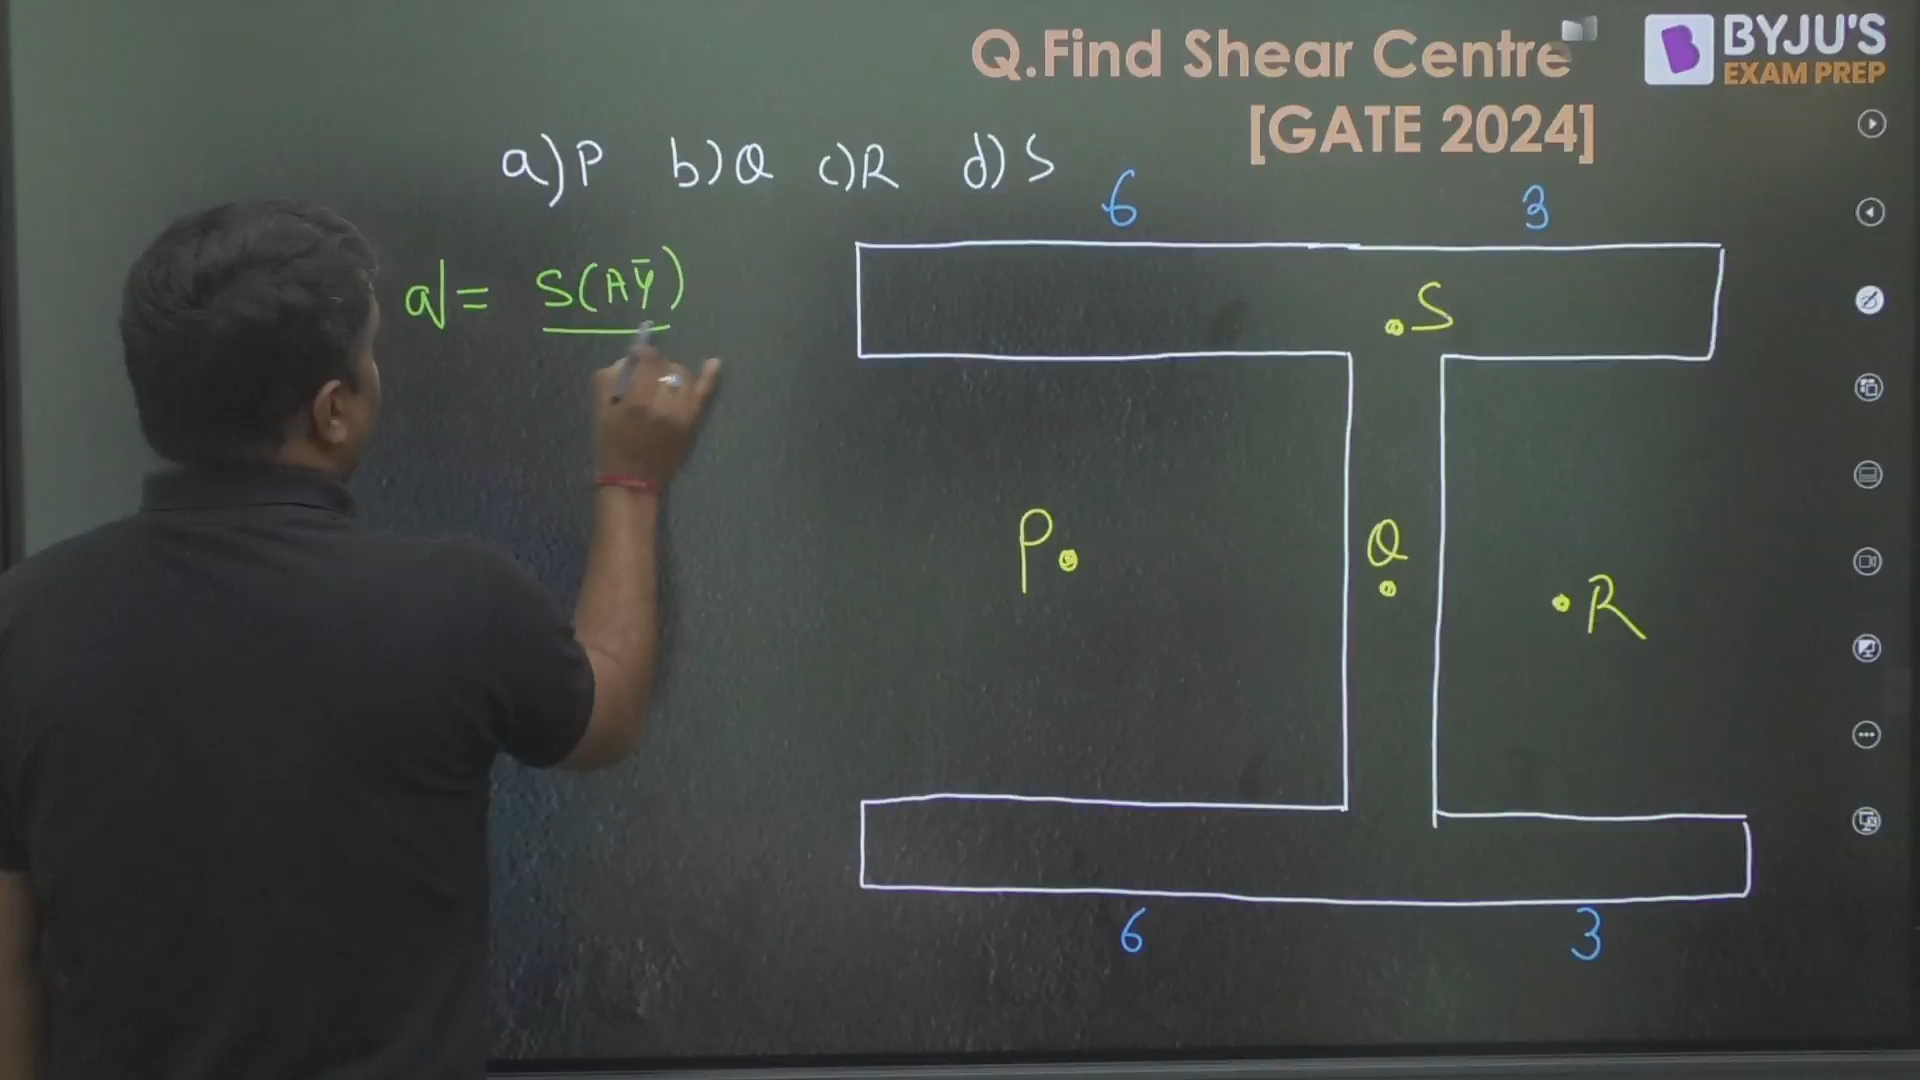 Q.Find Shear Centre
[GATE 2024]
BYJU'S
EXAM PREP
a)P b)Q c)R d)S
6 3
q = S(Aȳ)
S
P
Q
R
6 3